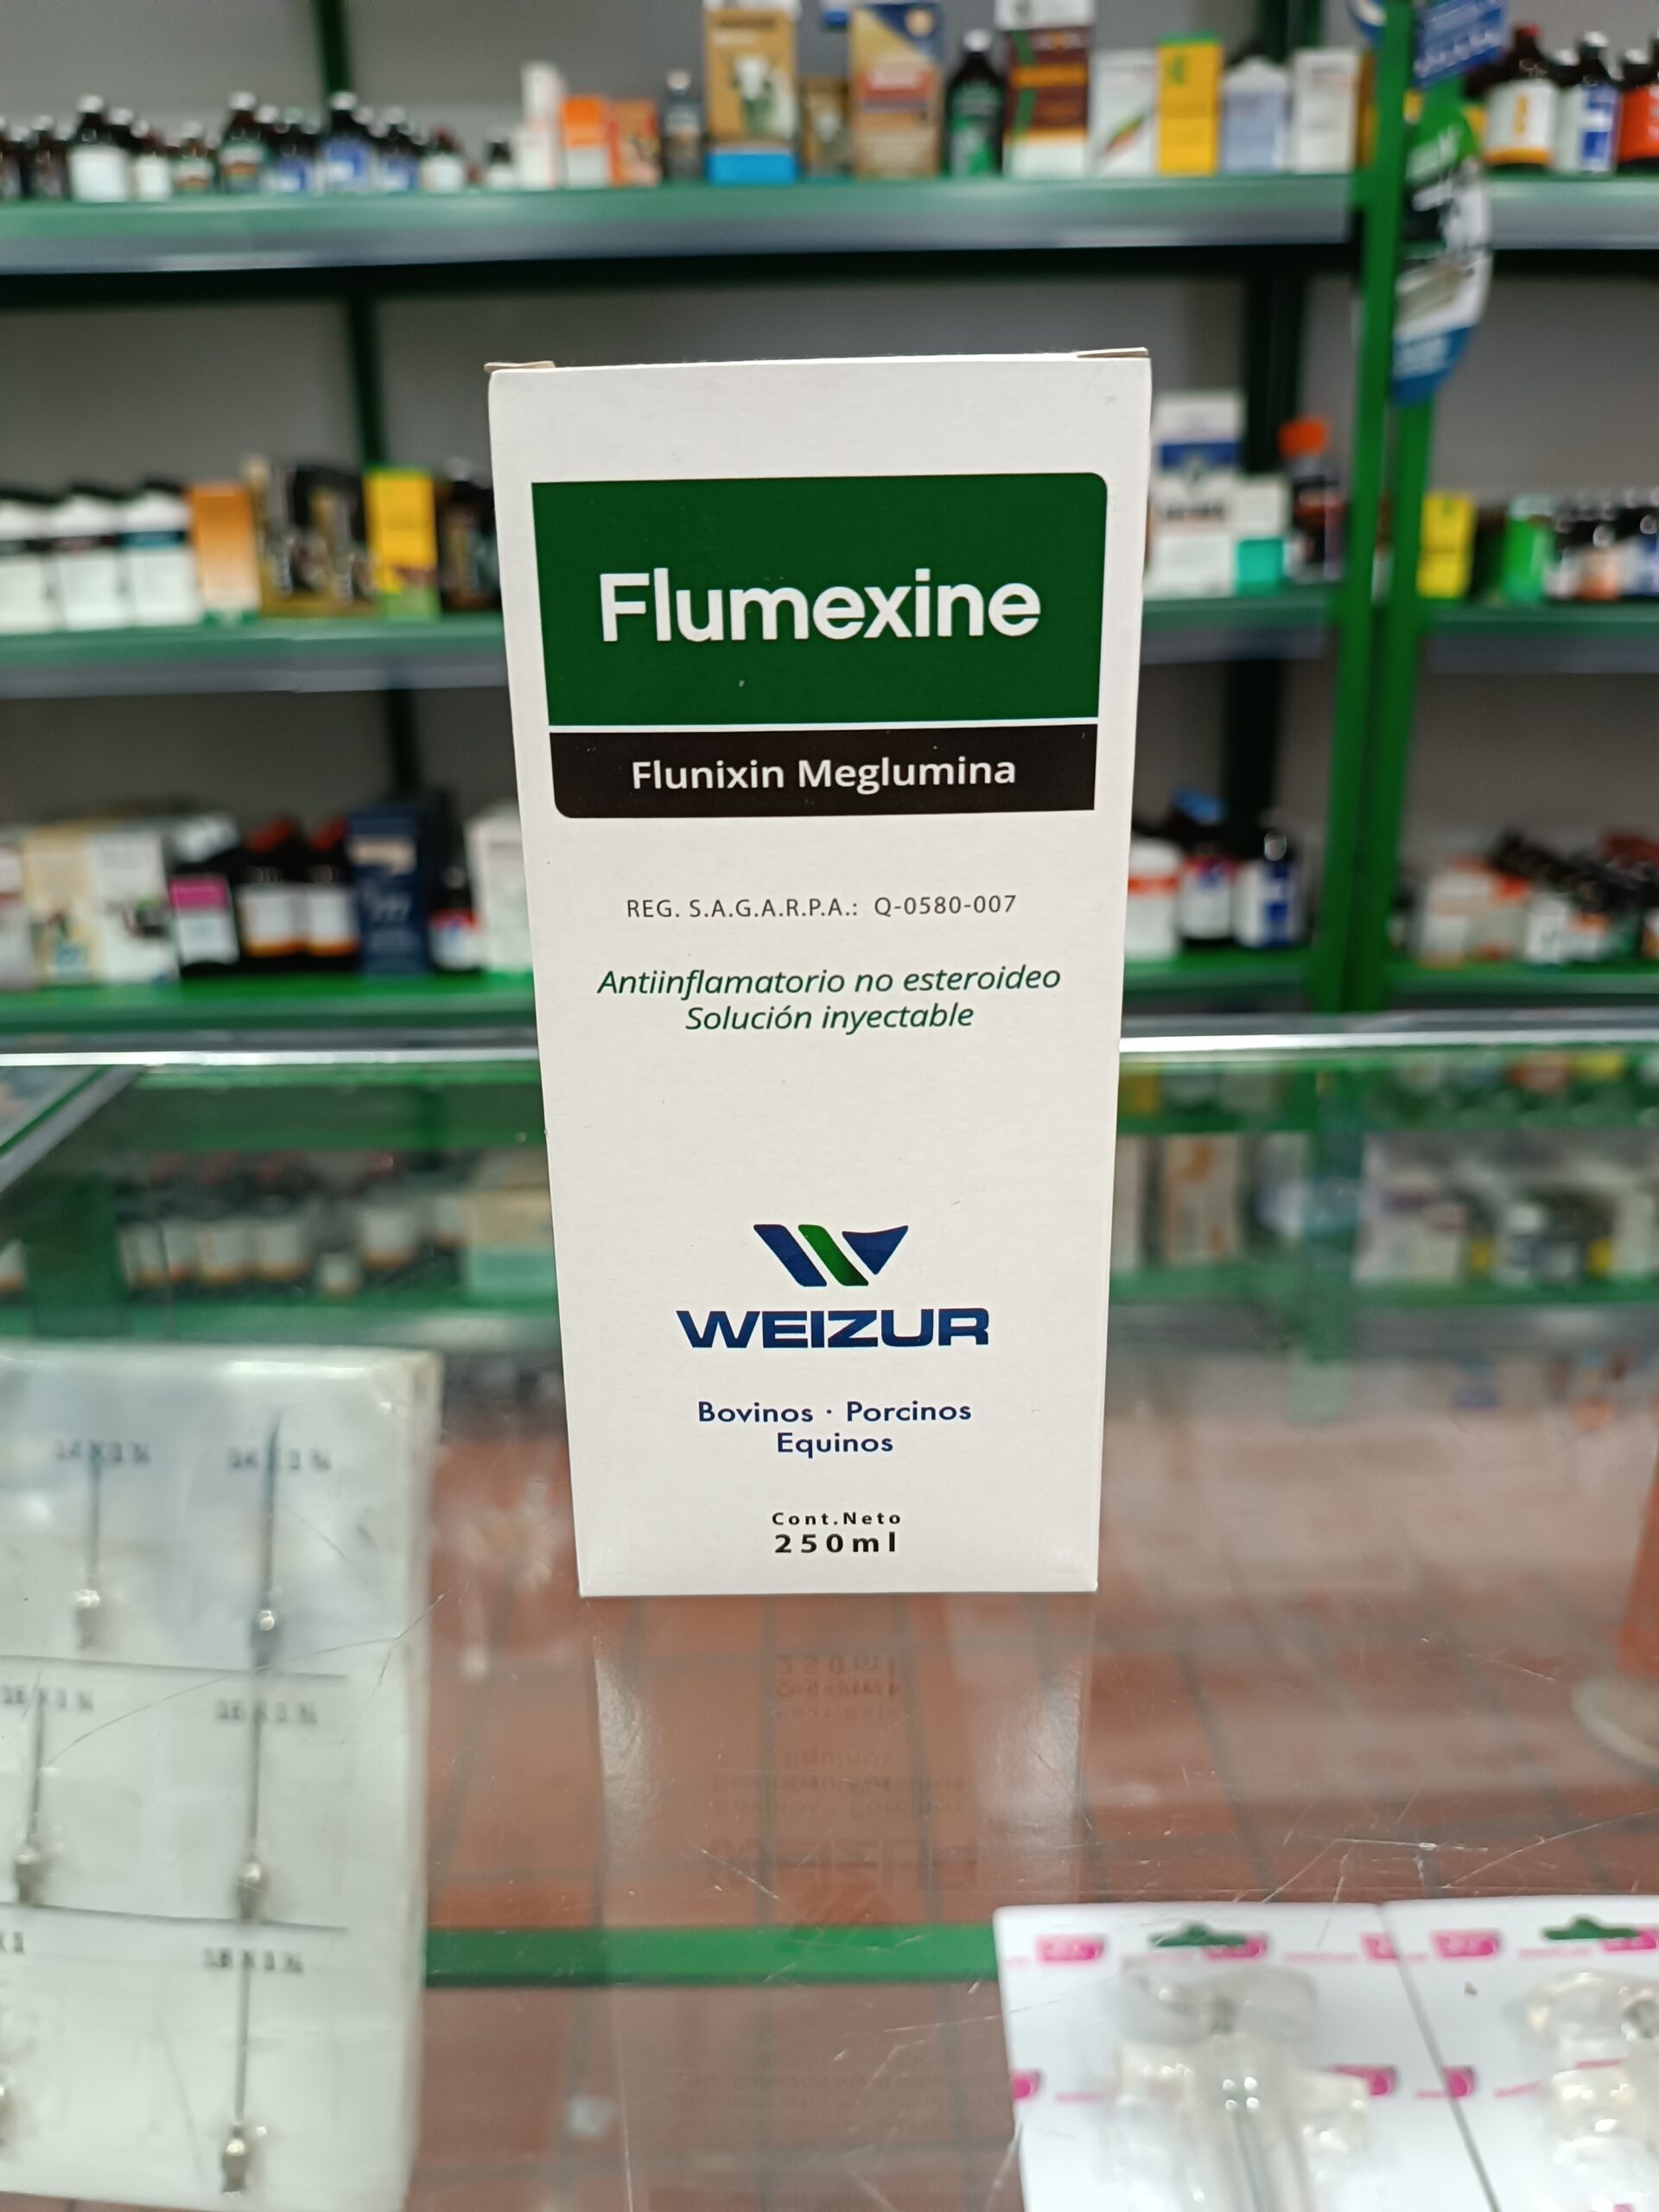 Flumexine
Flunixin Meglumina
REG. S.A.G.A.R.P.A.: Q-0580-007
Antiinflamatorio no esteroideo
Solución inyectable
WEIZUR
Bovinos · Porcinos
Equinos
Cont.Neto
250ml